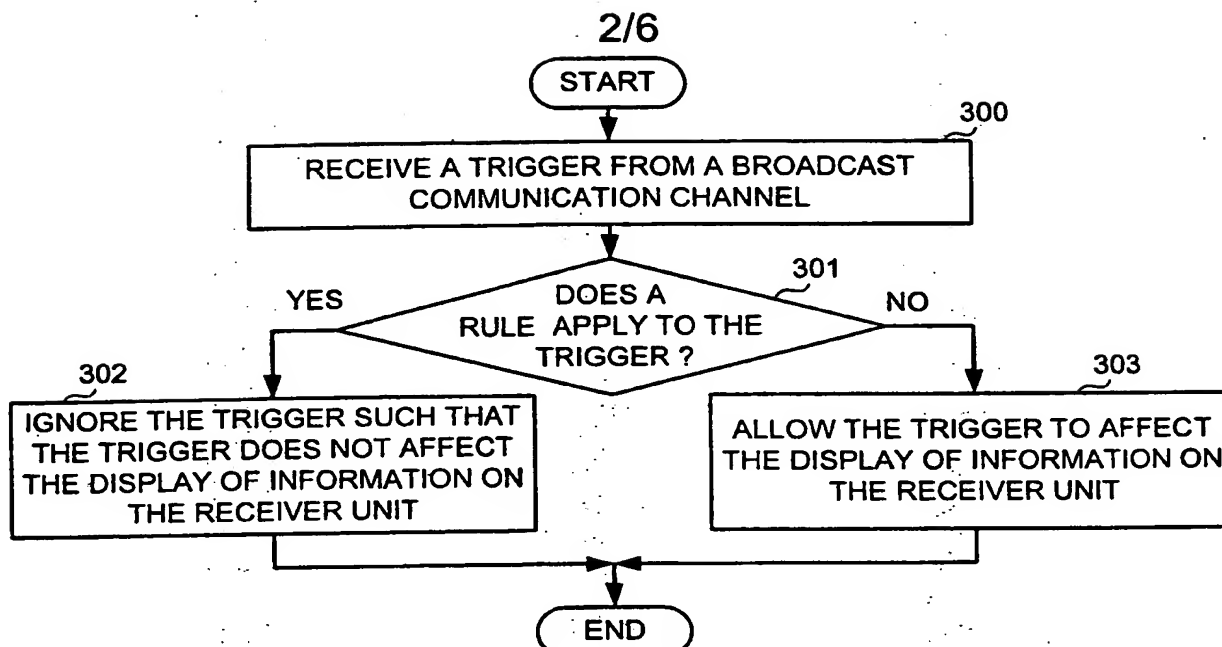 2/6
START
300
RECEIVE A TRIGGER FROM A BROADCAST
COMMUNICATION CHANNEL
301
YES
DOES A
RULE APPLY TO THE
TRIGGER ?
NO
302
IGNORE THE TRIGGER SUCH THAT
THE TRIGGER DOES NOT AFFECT
THE DISPLAY OF INFORMATION ON
THE RECEIVER UNIT
303
ALLOW THE TRIGGER TO AFFECT
THE DISPLAY OF INFORMATION ON
THE RECEIVER UNIT
END